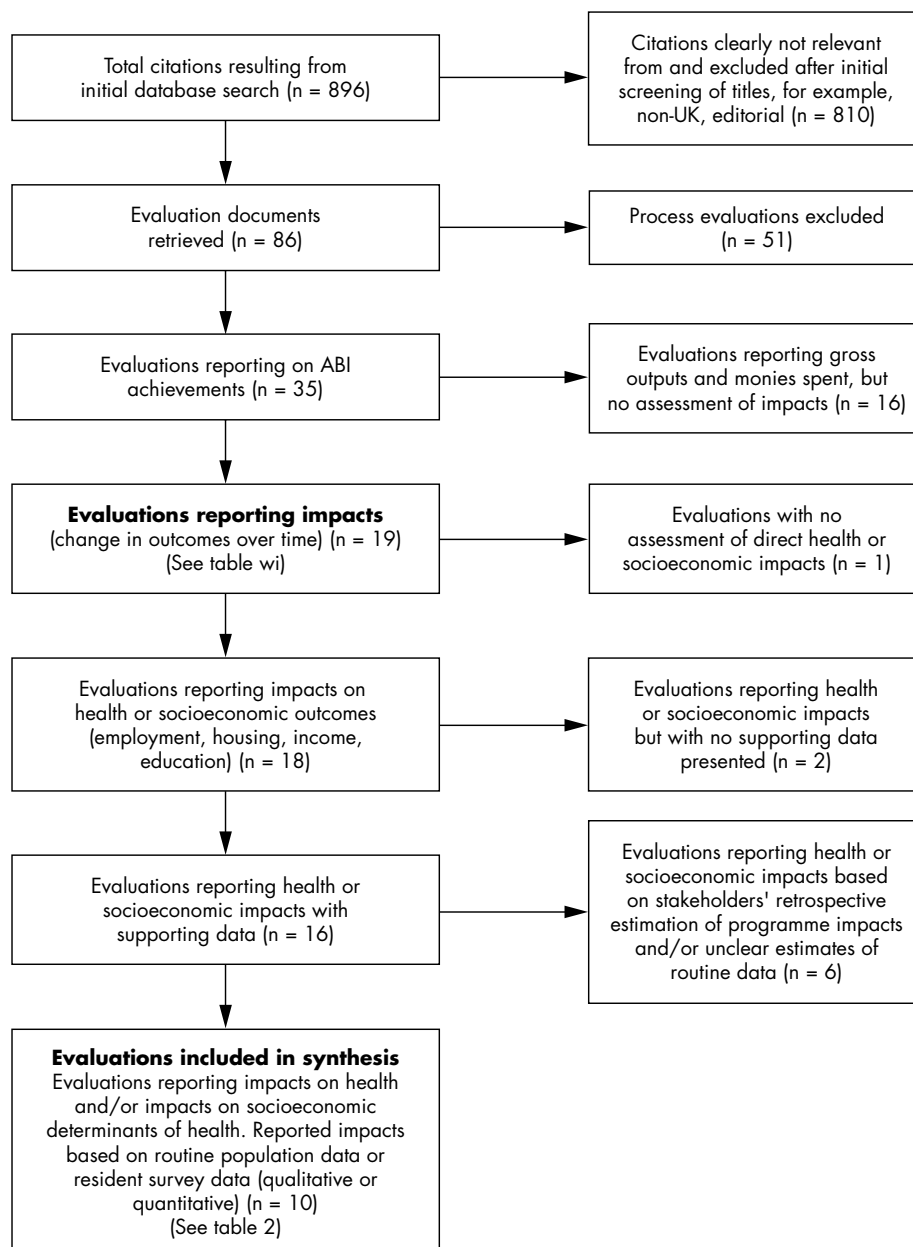 Total citations resulting from
initial database search (n = 896)
Citations clearly not relevant
from and excluded after initial
screening of titles, for example,
non-UK, editorial (n = 810)
Evaluation documents
retrieved (n = 86)
Process evaluations excluded
(n = 51)
Evaluations reporting on ABI
achievements (n = 35)
Evaluations reporting gross
outputs and monies spent, but
no assessment of impacts (n = 16)
Evaluations reporting impacts
(change in outcomes over time) (n = 19)
(See table wi)
Evaluations with no
assessment of direct health or
socioeconomic impacts (n = 1)
Evaluations reporting impacts on
health or socioeconomic outcomes
(employment, housing, income,
education) (n = 18)
Evaluations reporting health
or socioeconomic impacts
but with no supporting data
presented (n = 2)
Evaluations reporting health or
socioeconomic impacts with
supporting data (n = 16)
Evaluations reporting health or
socioeconomic impacts based
on stakeholders' retrospective
estimation of programme impacts
and/or unclear estimates of
routine data (n = 6)
Evaluations included in synthesis
Evaluations reporting impacts on health
and/or impacts on socioeconomic
determinants of health. Reported impacts
based on routine population data or
resident survey data (qualitative or
quantitative) (n = 10)
(See table 2)